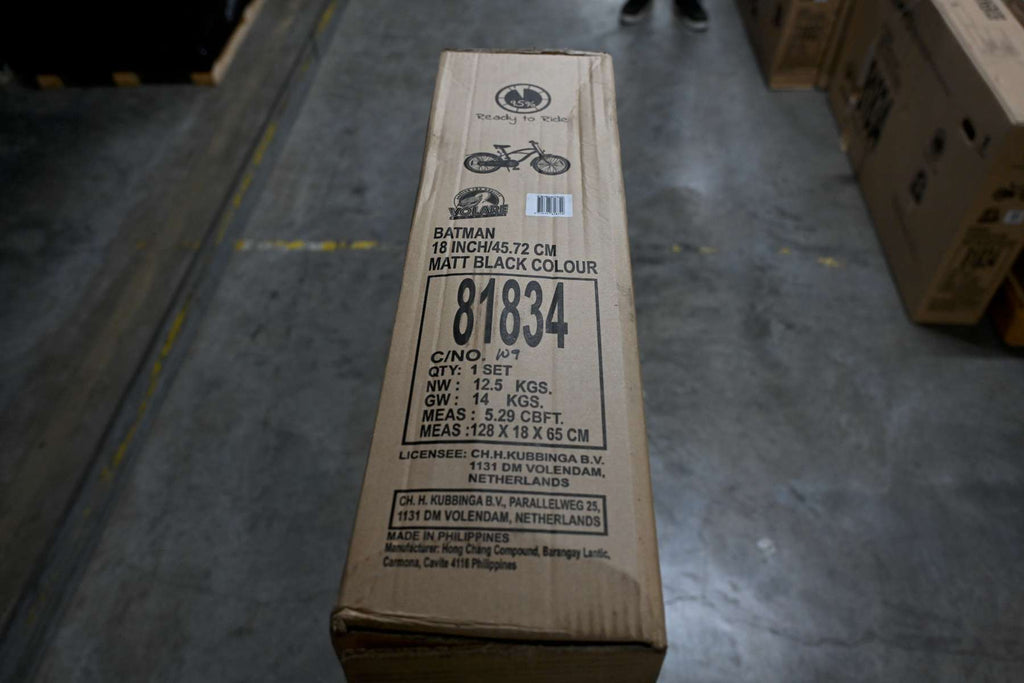 95%
Ready to Ride
VOLARE
BATMAN
18 INCH/45.72 CM
MATT BLACK COLOUR
81834
C/NO. 109
QTY: 1 SET
NW : 12.5 KGS.
GW : 14 KGS.
MEAS : 5.29 CBFT.
MEAS :128 X 18 X 65 CM
LICENSEE: CH.H.KUBBINGA B.V.
1131 DM VOLENDAM,
NETHERLANDS
CH. H. KUBBINGA B.V., PARALLELWEG 25,
1131 DM VOLENDAM, NETHERLANDS
MADE IN PHILIPPINES
Manufacturer: Hong Chang Compound, Barangay Lantic,
Carmona, Cavite 4116 Philippines